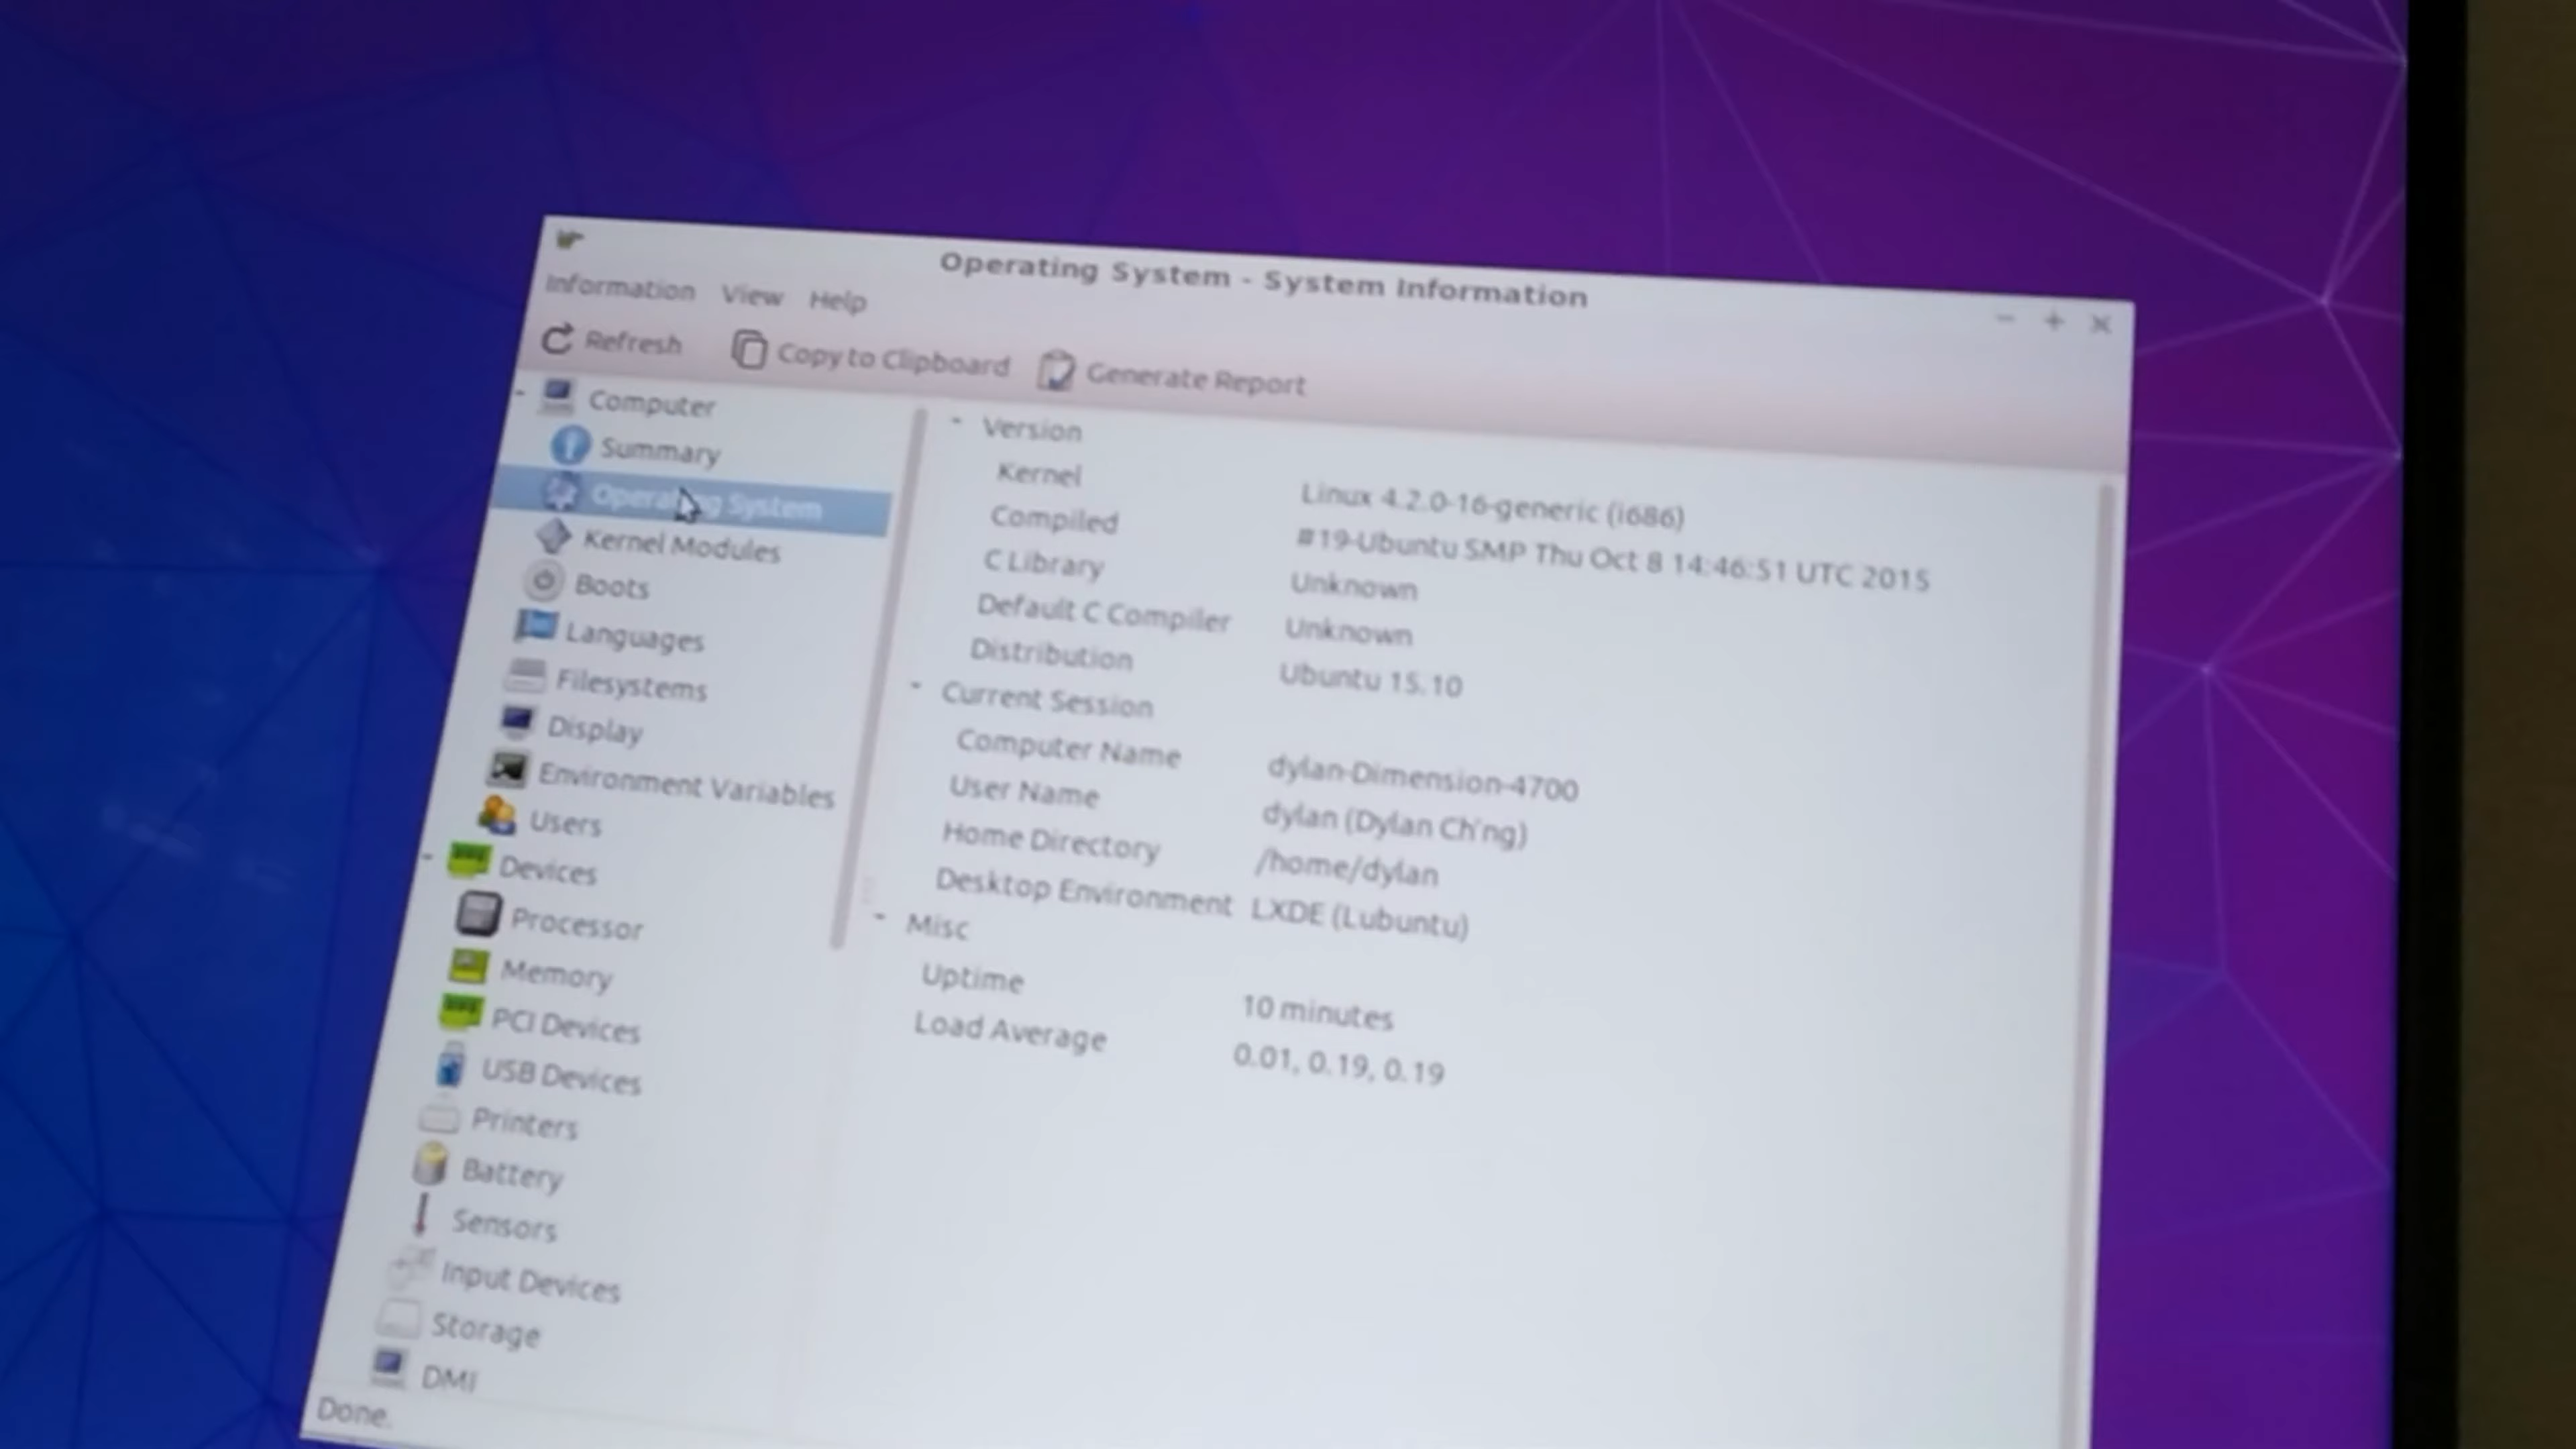 Operating System - System Information
Information View Help
Refresh Copy to Clipboard Generate Report
Computer
Summary
Operating System
Kernel Modules
Boots
Languages
Filesystems
Display
Environment Variables
Users
Devices
Processor
Memory
PCI Devices
USB Devices
Printers
Battery
Sensors
Input Devices
Storage
DMI
Done.
Version
Kernel Linux 4.2.0-16-generic (i686)
Compiled #19-Ubuntu SMP Thu Oct 8 14:46:51 UTC 2015
C Library Unknown
Default C Compiler Unknown
Distribution Ubuntu 15.10
Current Session
Computer Name dylan-Dimension-4700
User Name dylan (Dylan Ch'ng)
Home Directory /home/dylan
Desktop Environment LXDE (Lubuntu)
Misc
Uptime 10 minutes
Load Average 0.01, 0.19, 0.19